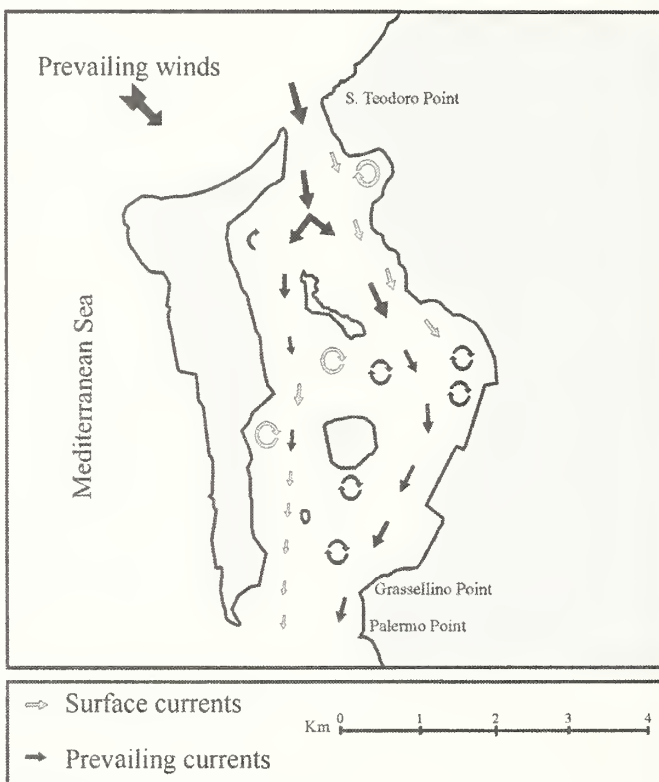 Prevailing winds
S. Teodoro Point
Mediterranean Sea
Grassellino Point
Palermo Point
Surface currents
Prevailing currents
Km 0 1 2 3 4